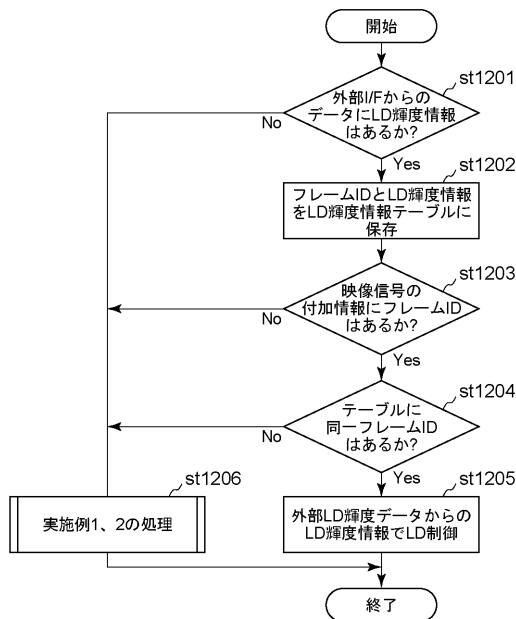 開始
st1201
外部I/Fからの
データにLD輝度情報
はあるか?
No
Yes
st1202
フレームIDとLD輝度情報
をLD輝度情報テーブルに
保存
st1203
映像信号の
付加情報にフレームID
はあるか?
No
Yes
st1204
テーブルに
同一フレームID
はあるか?
No
Yes
st1206
st1205
実施例1、2の処理
外部LD輝度データからの
LD輝度情報でLD制御
終了